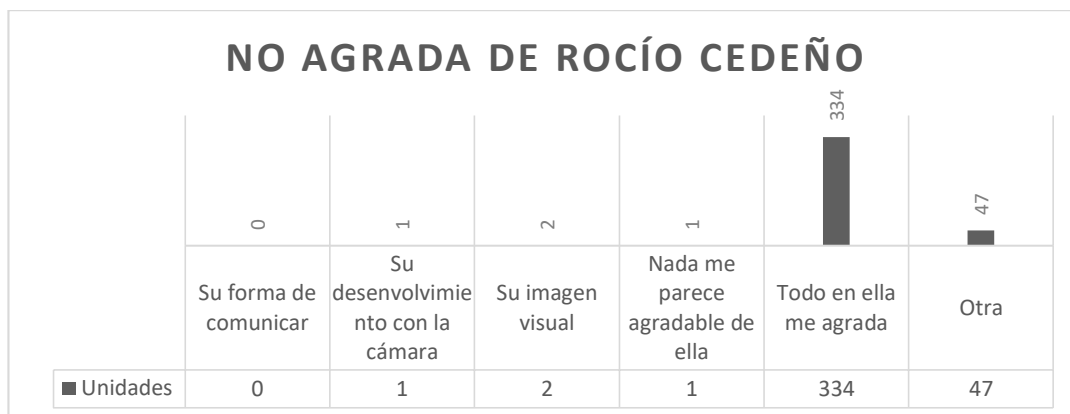 NO AGRADA DE ROCÍO CEDEÑO
0
1
2
1
334
47
Su forma de
comunicar
Su
desenvolvimie
nto con la
cámara
Su imagen
visual
Nada me
parece
agradable de
ella
Todo en ella
me agrada
Otra
Unidades 0 1 2 1 334 47